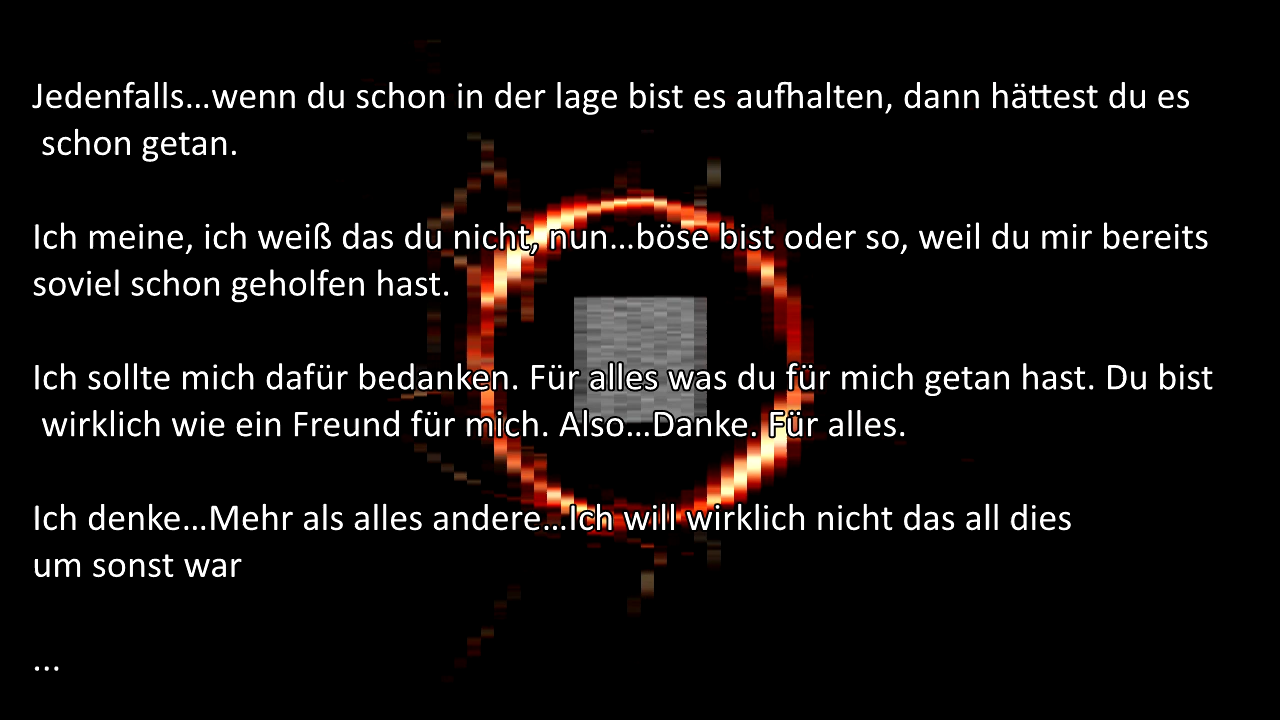 Jedenfalls...wenn du schon in der lage bist es aufhalten, dann hättest du es
schon getan.
Ich meine, ich weiß das du nicht, nun...böse bist oder so, weil du mir bereits
soviel schon geholfen hast.
Ich sollte mich dafür bedanken. Für alles was du für mich getan hast. Du bist
wirklich wie ein Freund für mich. Also...Danke. Für alles.
Ich denke...Mehr als alles andere...Ich will wirklich nicht das all dies
um sonst war
...